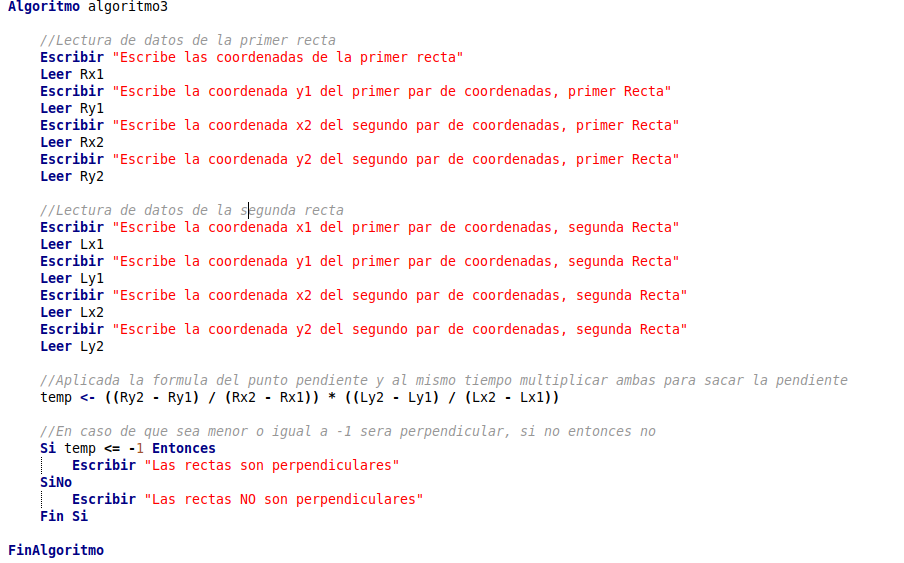 Algoritmo algoritmo3
//Lectura de datos de la primer recta
Escribir "Escribe las coordenadas de la primer recta"
Leer Rx1
Escribir "Escribe la coordenada y1 del primer par de coordenadas, primer Recta"
Leer Ry1
Escribir "Escribe la coordenada x2 del segundo par de coordenadas, primer Recta"
Leer Rx2
Escribir "Escribe la coordenada y2 del segundo par de coordenadas, primer Recta"
Leer Ry2
//Lectura de datos de la segunda recta
Escribir "Escribe la coordenada x1 del primer par de coordenadas, segunda Recta"
Leer Lx1
Escribir "Escribe la coordenada y1 del primer par de coordenadas, segunda Recta"
Leer Ly1
Escribir "Escribe la coordenada x2 del segundo par de coordenadas, segunda Recta"
Leer Lx2
Escribir "Escribe la coordenada y2 del segundo par de coordenadas, segunda Recta"
Leer Ly2
//Aplicada la formula del punto pendiente y al mismo tiempo multiplicar ambas para sacar la pendiente
temp <- ((Ry2 - Ry1) / (Rx2 - Rx1)) * ((Ly2 - Ly1) / (Lx2 - Lx1))
//En caso de que sea menor o igual a -1 sera perpendicular, si no entonces no
Si temp <= -1 Entonces
Escribir "Las rectas son perpendiculares"
SiNo
Escribir "Las rectas NO son perpendiculares"
Fin Si
FinAlgoritmo